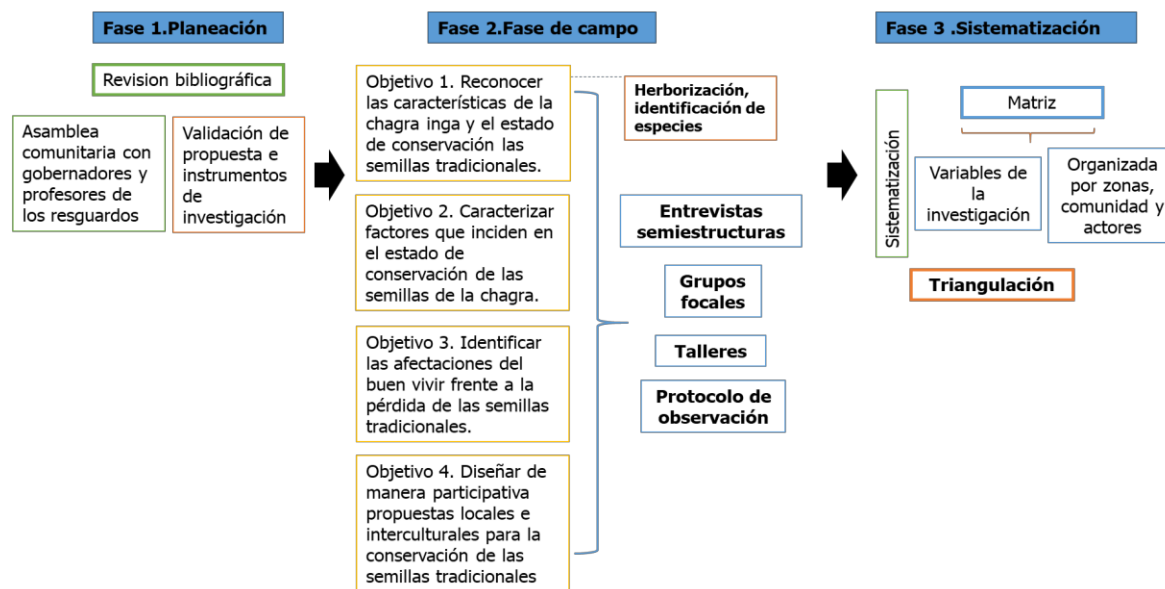 Fase 1.Planeación
Revision bibliográfica
Asamblea
comunitaria con
gobernadores y
profesores de
los resguardos
Validación de
propuesta e
instrumentos
de
investigación
Fase 2.Fase de campo
Objetivo 1. Reconocer
las características de la
chagra inga y el estado
de conservación las
semillas tradicionales.
Objetivo 2. Caracterizar
factores que inciden en
el estado de
conservación de las
semillas de la chagra.
Objetivo 3. Identificar
las afectaciones del
buen vivir frente a la
pérdida de las semillas
tradicionales.
Objetivo 4. Diseñar de
manera participativa
propuestas locales e
interculturales para la
conservación de las
semillas tradicionales
Herborización,
identificación de
especies
Entrevistas
semiestructuras
Grupos
focales
Talleres
Protocolo de
observación
Fase 3 .Sistematización
Sistematización
Matriz
Variables de
la
investigación
Organizada
por zonas,
comunidad y
actores
Triangulación